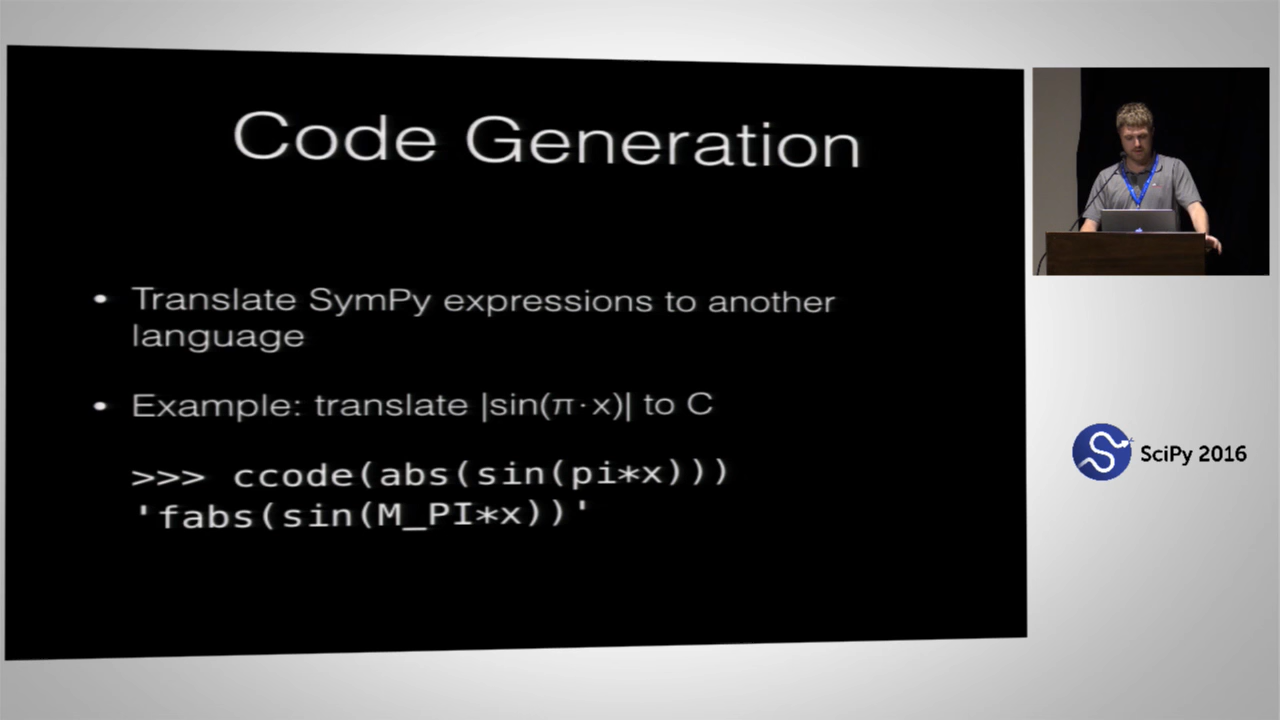 Code Generation
• Translate SymPy expressions to another
language
• Example: translate |sin(π·x)| to C
>>> ccode(abs(sin(pi*x)))
'fabs(sin(M_PI*x))'
SciPy 2016